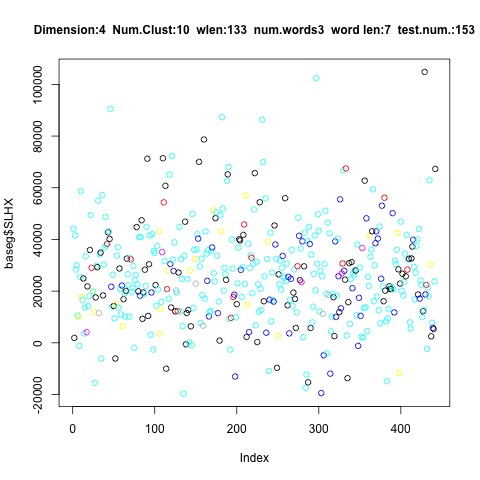 Dimension:4 Num.Clust:10 wlen:133 num.words3 word len:7 test.num.:153
baseg$SLHX
100000
80000
60000
40000
20000
0
-20000
0 100 200 300 400
Index